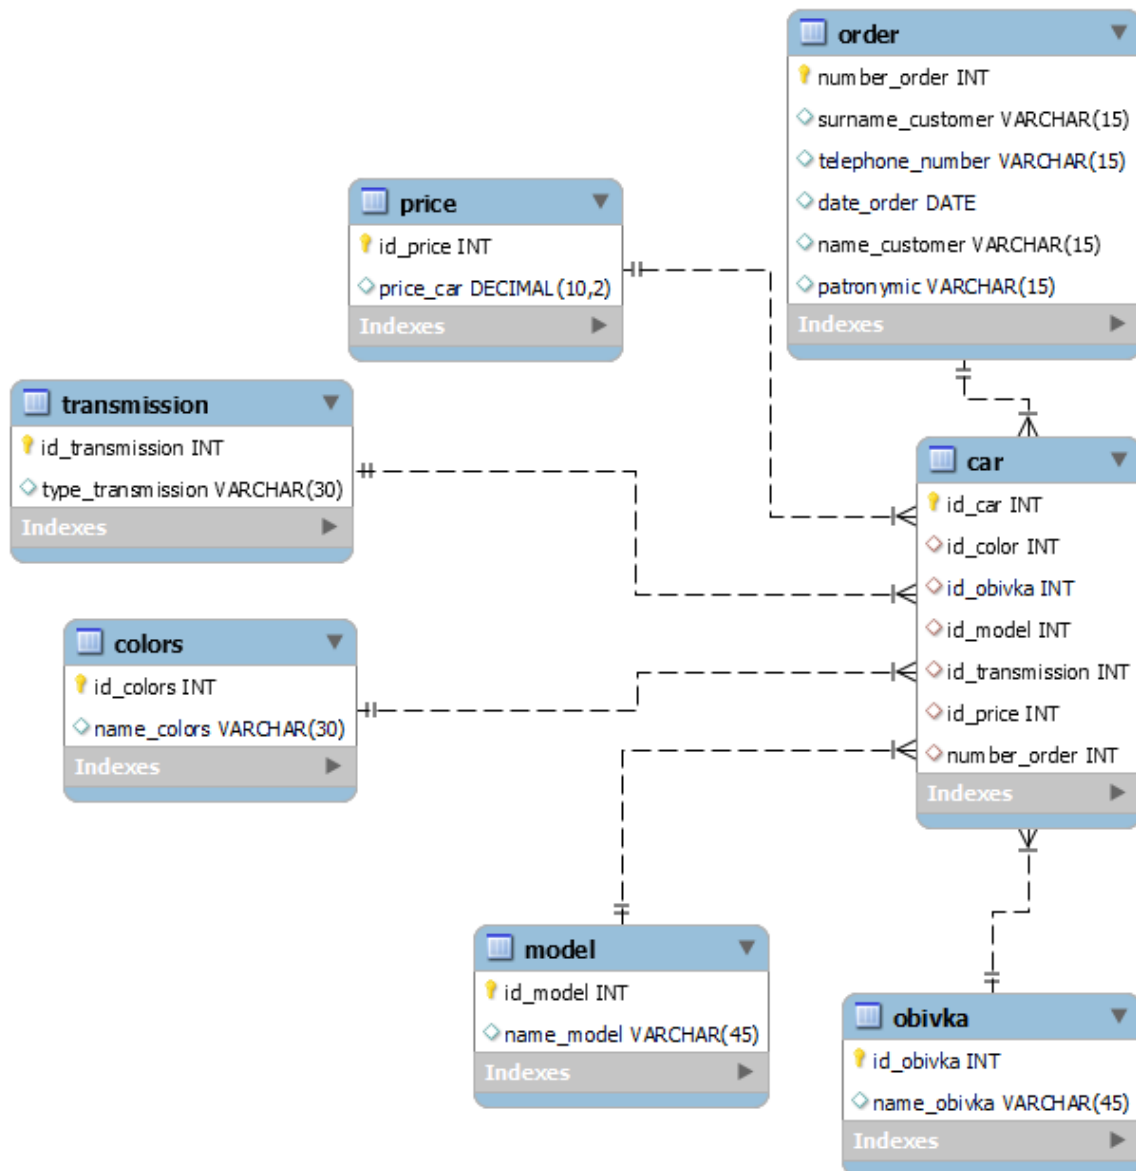 order
number_order INT
surname_customer VARCHAR(15)
telephone_number VARCHAR(15)
date_order DATE
name_customer VARCHAR(15)
patronymic VARCHAR(15)
Indexes
price
id_price INT
price_car DECIMAL(10,2)
Indexes
transmission
id_transmission INT
type_transmission VARCHAR(30)
Indexes
car
id_car INT
id_color INT
id_obivka INT
id_model INT
id_transmission INT
id_price INT
number_order INT
Indexes
colors
id_colors INT
name_colors VARCHAR(30)
Indexes
model
id_model INT
name_model VARCHAR(45)
Indexes
obivka
id_obivka INT
name_obivka VARCHAR(45)
Indexes